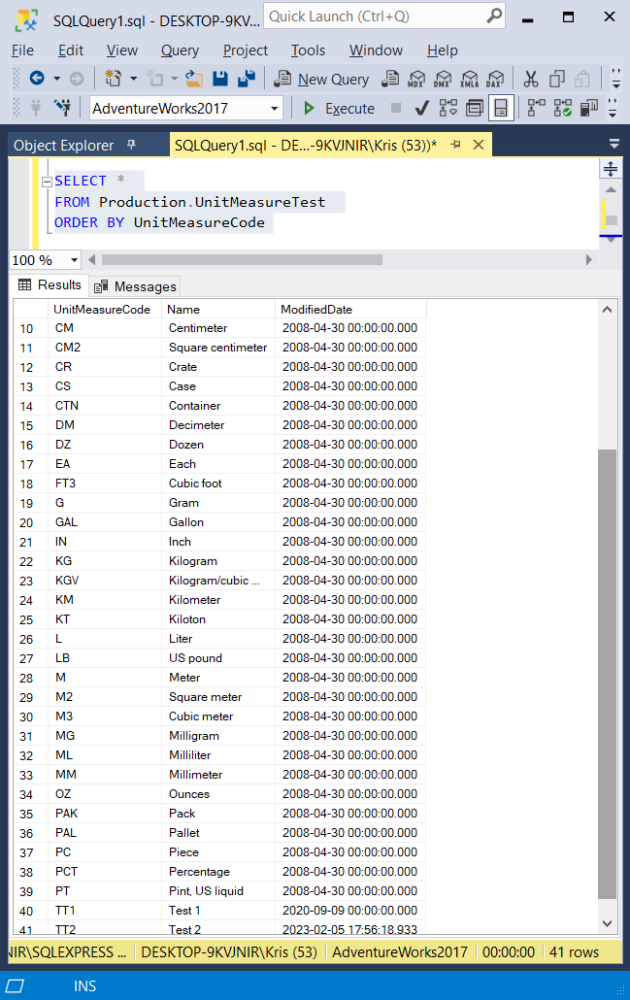 SQLQuery1.sql - DESKTOP-9KV... Quick Launch (Ctrl+Q)
File Edit View Query Project Tools Window Help
New Query MDX DMX XMLA DAX
AdventureWorks2017 Execute
Object Explorer SQLQuery1.sql - DE...-9KVJNIR\Kris (53))*
SELECT *
FROM Production.UnitMeasureTest
ORDER BY UnitMeasureCode
100 %
Results Messages
UnitMeasureCode Name ModifiedDate
10 CM Centimeter 2008-04-30 00:00:00.000
11 CM2 Square centimeter 2008-04-30 00:00:00.000
12 CR Crate 2008-04-30 00:00:00.000
13 CS Case 2008-04-30 00:00:00.000
14 CTN Container 2008-04-30 00:00:00.000
15 DM Decimeter 2008-04-30 00:00:00.000
16 DZ Dozen 2008-04-30 00:00:00.000
17 EA Each 2008-04-30 00:00:00.000
18 FT3 Cubic foot 2008-04-30 00:00:00.000
19 G Gram 2008-04-30 00:00:00.000
20 GAL Gallon 2008-04-30 00:00:00.000
21 IN Inch 2008-04-30 00:00:00.000
22 KG Kilogram 2008-04-30 00:00:00.000
23 KGV Kilogram/cubic ... 2008-04-30 00:00:00.000
24 KM Kilometer 2008-04-30 00:00:00.000
25 KT Kiloton 2008-04-30 00:00:00.000
26 L Liter 2008-04-30 00:00:00.000
27 LB US pound 2008-04-30 00:00:00.000
28 M Meter 2008-04-30 00:00:00.000
29 M2 Square meter 2008-04-30 00:00:00.000
30 M3 Cubic meter 2008-04-30 00:00:00.000
31 MG Milligram 2008-04-30 00:00:00.000
32 ML Milliliter 2008-04-30 00:00:00.000
33 MM Millimeter 2008-04-30 00:00:00.000
34 OZ Ounces 2008-04-30 00:00:00.000
35 PAK Pack 2008-04-30 00:00:00.000
36 PAL Pallet 2008-04-30 00:00:00.000
37 PC Piece 2008-04-30 00:00:00.000
38 PCT Percentage 2008-04-30 00:00:00.000
39 PT Pint, US liquid 2008-04-30 00:00:00.000
40 TT1 Test 1 2020-09-09 00:00:00.000
41 TT2 Test 2 2023-02-05 17:56:18.933
NIR\SQLEXPRESS ... DESKTOP-9KVJNIR\Kris (53) AdventureWorks2017 00:00:00 41 rows
INS